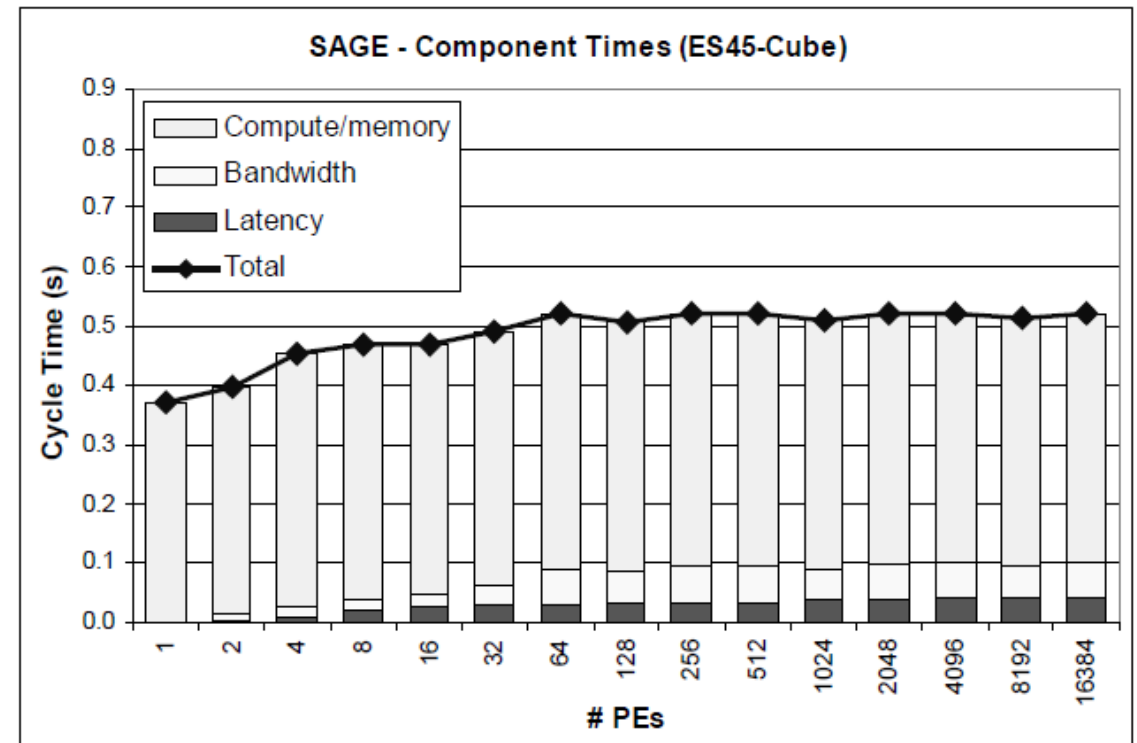 SAGE - Component Times (ES45-Cube)
0.9
0.8
0.7
0.6
0.5
0.4
0.3
0.2
0.1
0.0
Cycle Time (s)
Compute/memory
Bandwidth
Latency
Total
1 2 4 8 16 32 64 128 256 512 1024 2048 4096 8192 16384
# PEs